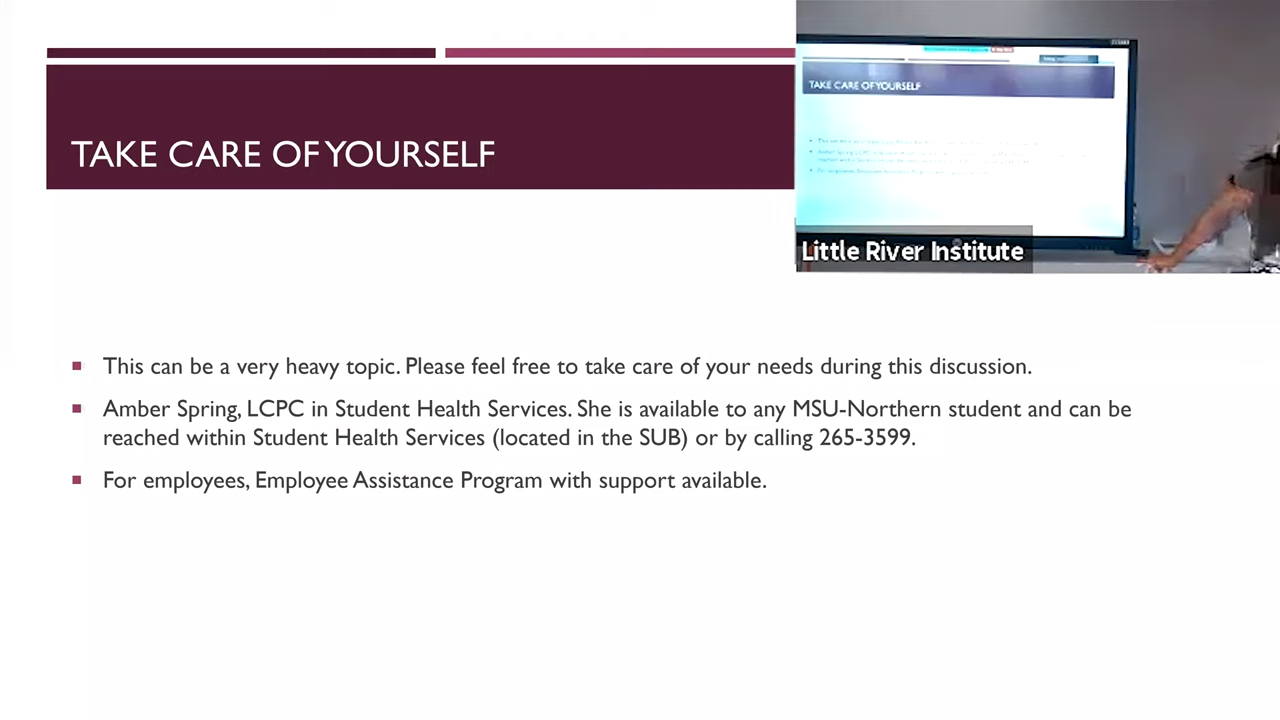 TAKE CARE OF YOURSELF
TAKE CARE OF YOURSELF
Little River Institute
This can be a very heavy topic. Please feel free to take care of your needs during this discussion.
Amber Spring, LCPC in Student Health Services. She is available to any MSU-Northern student and can be
reached within Student Health Services (located in the SUB) or by calling 265-3599.
For employees, Employee Assistance Program with support available.